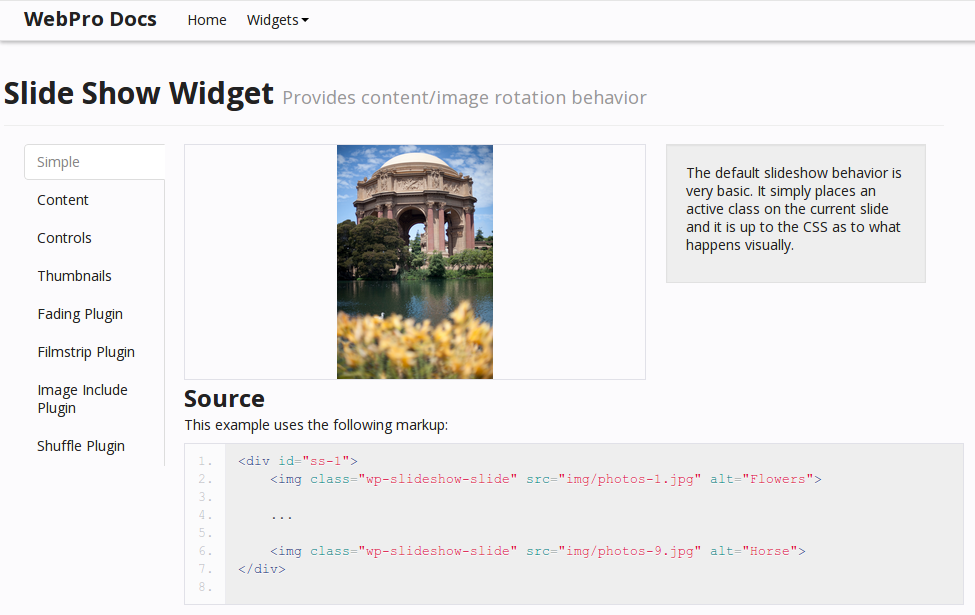 WebPro Docs Home Widgets
Slide Show Widget Provides content/image rotation behavior
Simple
Content
Controls
Thumbnails
Fading Plugin
Filmstrip Plugin
Image Include
Plugin
Shuffle Plugin
The default slideshow behavior is
very basic. It simply places an
active class on the current slide
and it is up to the CSS as to what
happens visually.
Source
This example uses the following markup:
1. <div id="ss-1">
2. <img class="wp-slideshow-slide" src="img/photos-1.jpg" alt="Flowers">
3.
4. ...
5.
6. <img class="wp-slideshow-slide" src="img/photos-9.jpg" alt="Horse">
7. </div>
8.